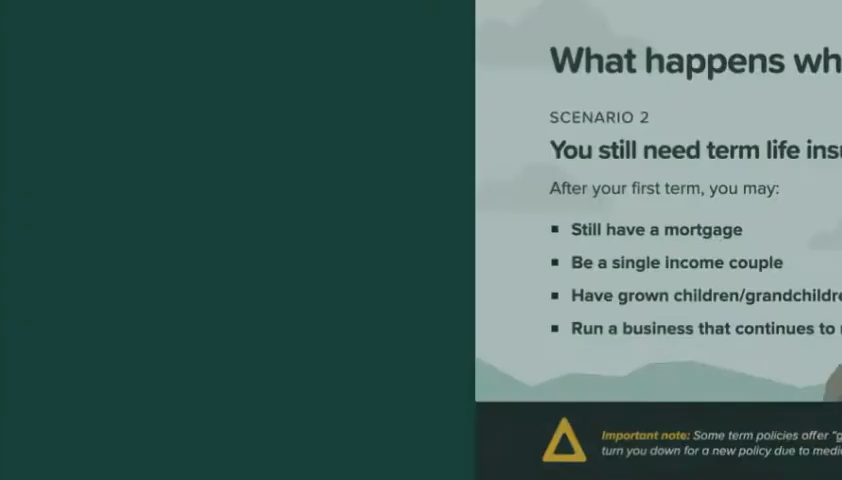 What happens wh
SCENARIO 2
You still need term life ins
After your first term, you may:
▪ Still have a mortgage
▪ Be a single income couple
▪ Have grown children/grandchildre
▪ Run a business that continues to
Important note: Some term policies offer "g
turn you down for a new policy due to medi